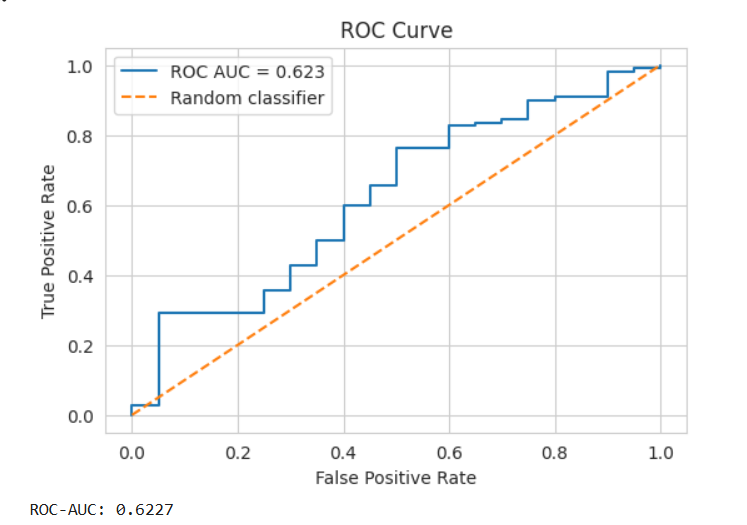 ROC Curve
ROC AUC = 0.623
Random classifier
1.0
0.8
0.6
0.4
0.2
0.0
True Positive Rate
0.0 0.2 0.4 0.6 0.8 1.0
False Positive Rate
ROC-AUC: 0.6227